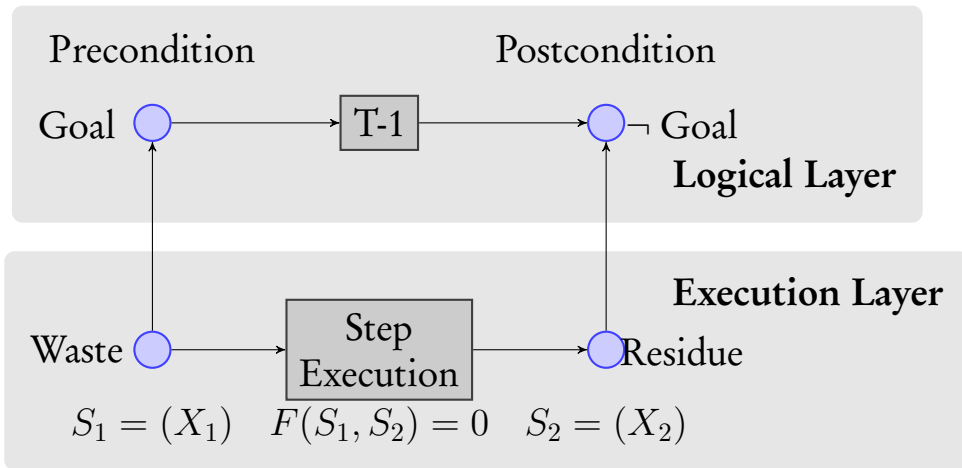 Precondition Postcondition
Goal T-1 ¬ Goal
Logical Layer
Execution Layer
Waste Step Execution Residue
S₁ = (X₁) F(S₁, S₂) = 0 S₂ = (X₂)